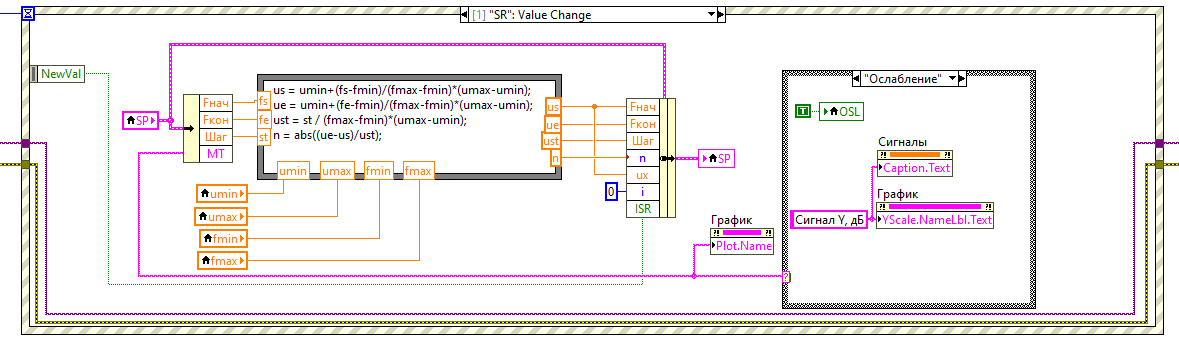 [1] "SR": Value Change
NewVal
SP
Fнач
Fкон
Шаг
МТ
fs
fe
st
us = umin+(fs-fmin)/(fmax-fmin)*(umax-umin);
ue = umin+(fe-fmin)/(fmax-fmin)*(umax-umin);
ust = st / (fmax-fmin)*(umax-umin);
n = abs((ue-us)/ust);
umin
umax
fmin
fmax
us
ue
ust
n
umin
umax
fmin
fmax
Fнач
Fкон
Шаг
n
ux
i
ISR
0
SP
График
Plot.Name
"Ослабление"
T
OSL
Сигналы
Caption.Text
График
YScale.NameLbl.Text
Сигнал Y, дБ
?